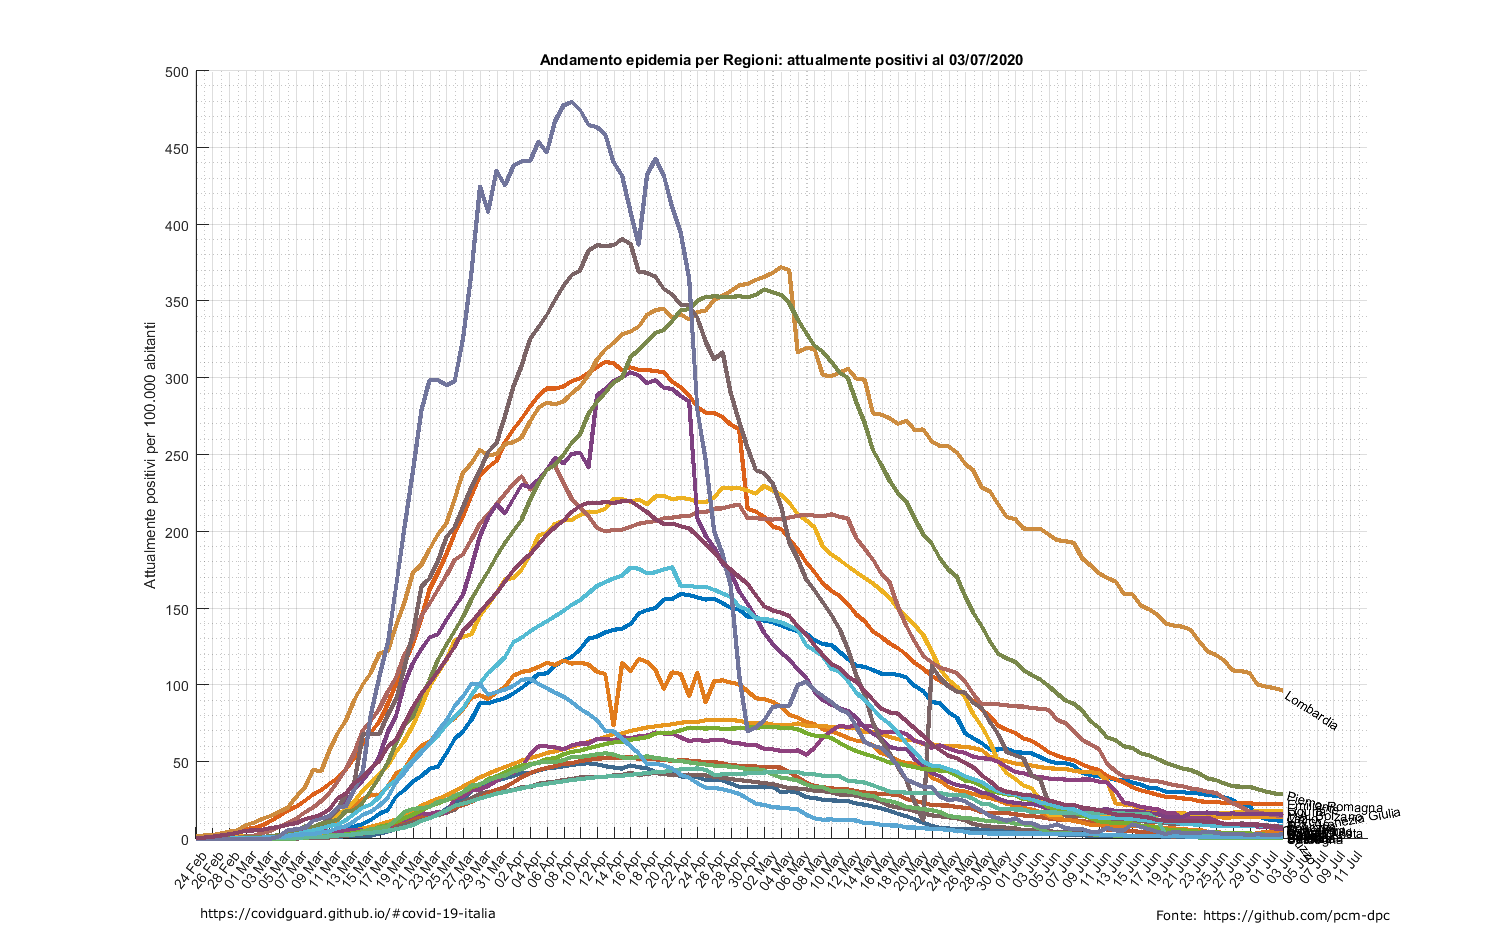 Andamento epidemia per Regioni: attualmente positivi al 03/07/2020
500
450
400
350
300
250
200
150
100
50
0
Attualmente positivi per 100.000 abitanti
Lombardia
24 Feb
26 Feb
28 Feb
01 Mar
03 Mar
05 Mar
07 Mar
09 Mar
11 Mar
13 Mar
15 Mar
17 Mar
19 Mar
21 Mar
23 Mar
25 Mar
27 Mar
29 Mar
31 Mar
02 Apr
04 Apr
06 Apr
08 Apr
10 Apr
12 Apr
14 Apr
16 Apr
18 Apr
20 Apr
22 Apr
24 Apr
26 Apr
28 Apr
30 Apr
02 May
04 May
06 May
08 May
10 May
12 May
14 May
16 May
18 May
20 May
22 May
24 May
26 May
28 May
30 May
01 Jun
03 Jun
05 Jun
07 Jun
09 Jun
11 Jun
13 Jun
15 Jun
17 Jun
19 Jun
21 Jun
23 Jun
25 Jun
27 Jun
29 Jun
01 Jul
03 Jul
05 Jul
07 Jul
09 Jul
11 Jul
https://covidguard.github.io/#covid-19-italia
Fonte: https://github.com/pcm-dpc